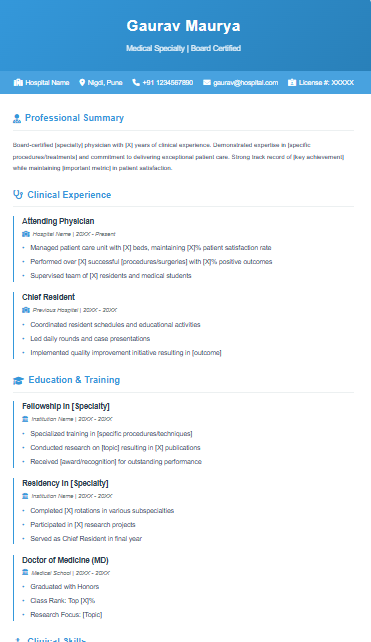 Gaurav Maurya
Medical Specialty | Board Certified
Hospital Name Nigdi, Pune +91 1234567890 gaurav@hospital.com License #: XXXXX
Professional Summary
Board-certified [specialty] physician with [X] years of clinical experience. Demonstrated expertise in [specific
procedures/treatments] and commitment to delivering exceptional patient care. Strong track record of [key achievement]
while maintaining [important metric] in patient satisfaction.
Clinical Experience
Attending Physician
Hospital Name | 20XX - Present
• Managed patient care unit with [X] beds, maintaining [X]% patient satisfaction rate
• Performed over [X] successful [procedures/surgeries] with [X]% positive outcomes
• Supervised team of [X] residents and medical students
Chief Resident
Previous Hospital | 20XX - 20XX
• Coordinated resident schedules and educational activities
• Led daily rounds and case presentations
• Implemented quality improvement initiative resulting in [outcome]
Education & Training
Fellowship in [Specialty]
Institution Name | 20XX - 20XX
• Specialized training in [specific procedures/techniques]
• Conducted research on [topic] resulting in [X] publications
• Received [award/recognition] for outstanding performance
Residency in [Specialty]
Institution Name | 20XX - 20XX
• Completed [X] rotations in various subspecialties
• Participated in [X] research projects
• Served as Chief Resident in final year
Doctor of Medicine (MD)
Medical School | 20XX - 20XX
• Graduated with Honors
• Class Rank: Top [X]%
• Research Focus: [Topic]
Clinical Skills